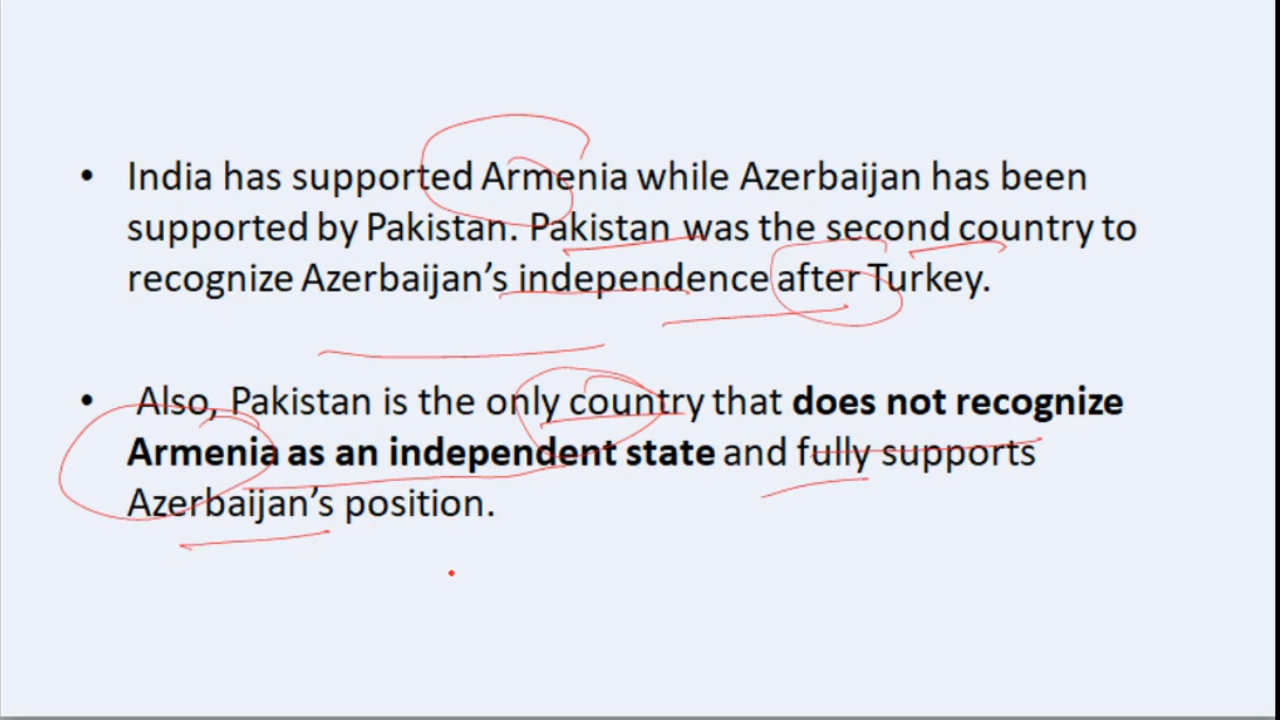 • India has supported Armenia while Azerbaijan has been
supported by Pakistan. Pakistan was the second country to
recognize Azerbaijan’s independence after Turkey.
• Also, Pakistan is the only country that does not recognize
Armenia as an independent state and fully supports
Azerbaijan’s position.